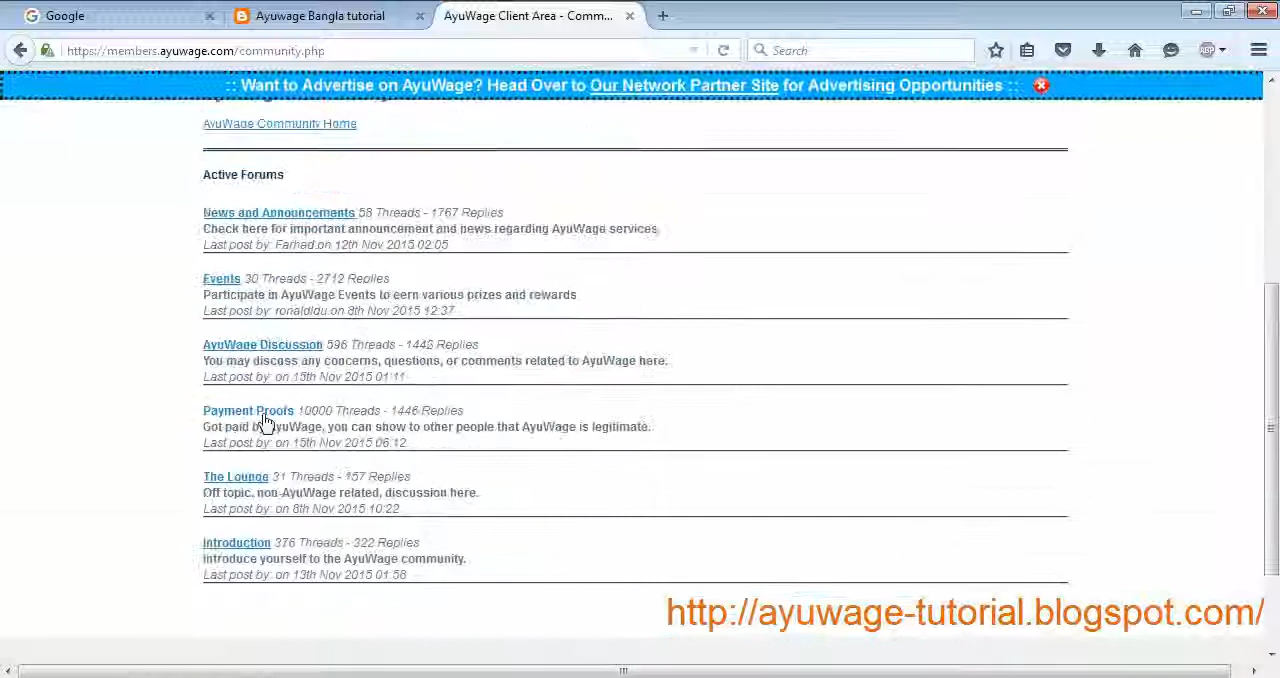 Google
Ayuwage Bangla tutorial
AyuWage Client Area - Comm...
https://members.ayuwage.com/community.php
Search
ABP
:: Want to Advertise on AyuWage? Head Over to Our Network Partner Site for Advertising Opportunities ::
AyuWage Community Home
Active Forums
News and Announcements 58 Threads - 1767 Replies
Check here for important announcement and news regarding AyuWage services.
Last post by: Farhad on 12th Nov 2015 02:05
Events 30 Threads - 2712 Replies
Participate in AyuWage Events to earn various prizes and rewards
Last post by: ronaldldu on 8th Nov 2015 12:37
AyuWage Discussion 596 Threads - 1442 Replies
You may discuss any concerns, questions, or comments related to AyuWage here.
Last post by: on 15th Nov 2015 01:11
Payment Proofs 10000 Threads - 1446 Replies
Got paid by AyuWage, you can show to other people that AyuWage is legitimate.
Last post by: on 15th Nov 2015 06:12
The Lounge 31 Threads - 157 Replies
Off topic, non-AyuWage related, discussion here.
Last post by: on 8th Nov 2015 10:22
Introduction 376 Threads - 322 Replies
Introduce yourself to the AyuWage community.
Last post by: on 13th Nov 2015 01:58
http://ayuwage-tutorial.blogspot.com/